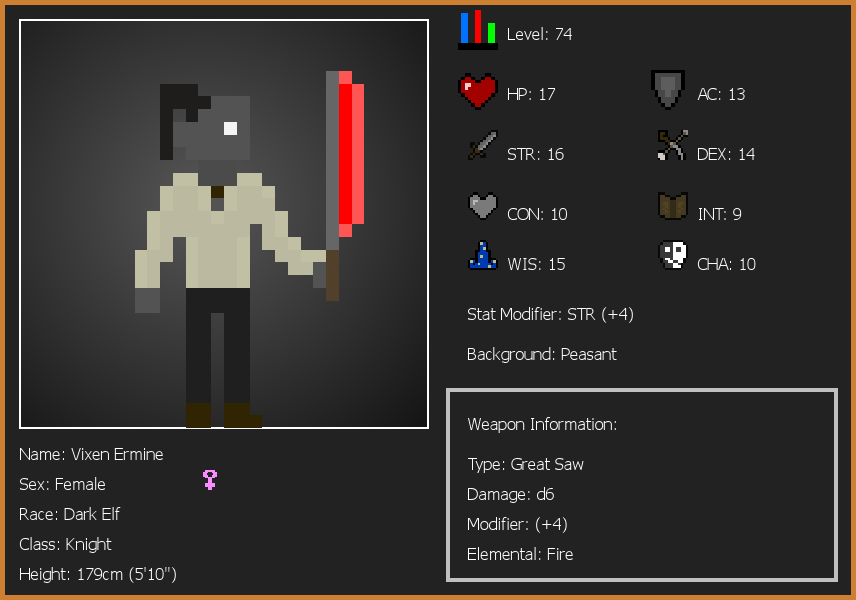 Level: 74
HP: 17
AC: 13
STR: 16
DEX: 14
CON: 10
INT: 9
WIS: 15
CHA: 10
Stat Modifier: STR (+4)
Background: Peasant
Weapon Information:
Type: Great Saw
Damage: d6
Modifier: (+4)
Elemental: Fire
Name: Vixen Ermine
Sex: Female
Race: Dark Elf
Class: Knight
Height: 179cm (5'10")